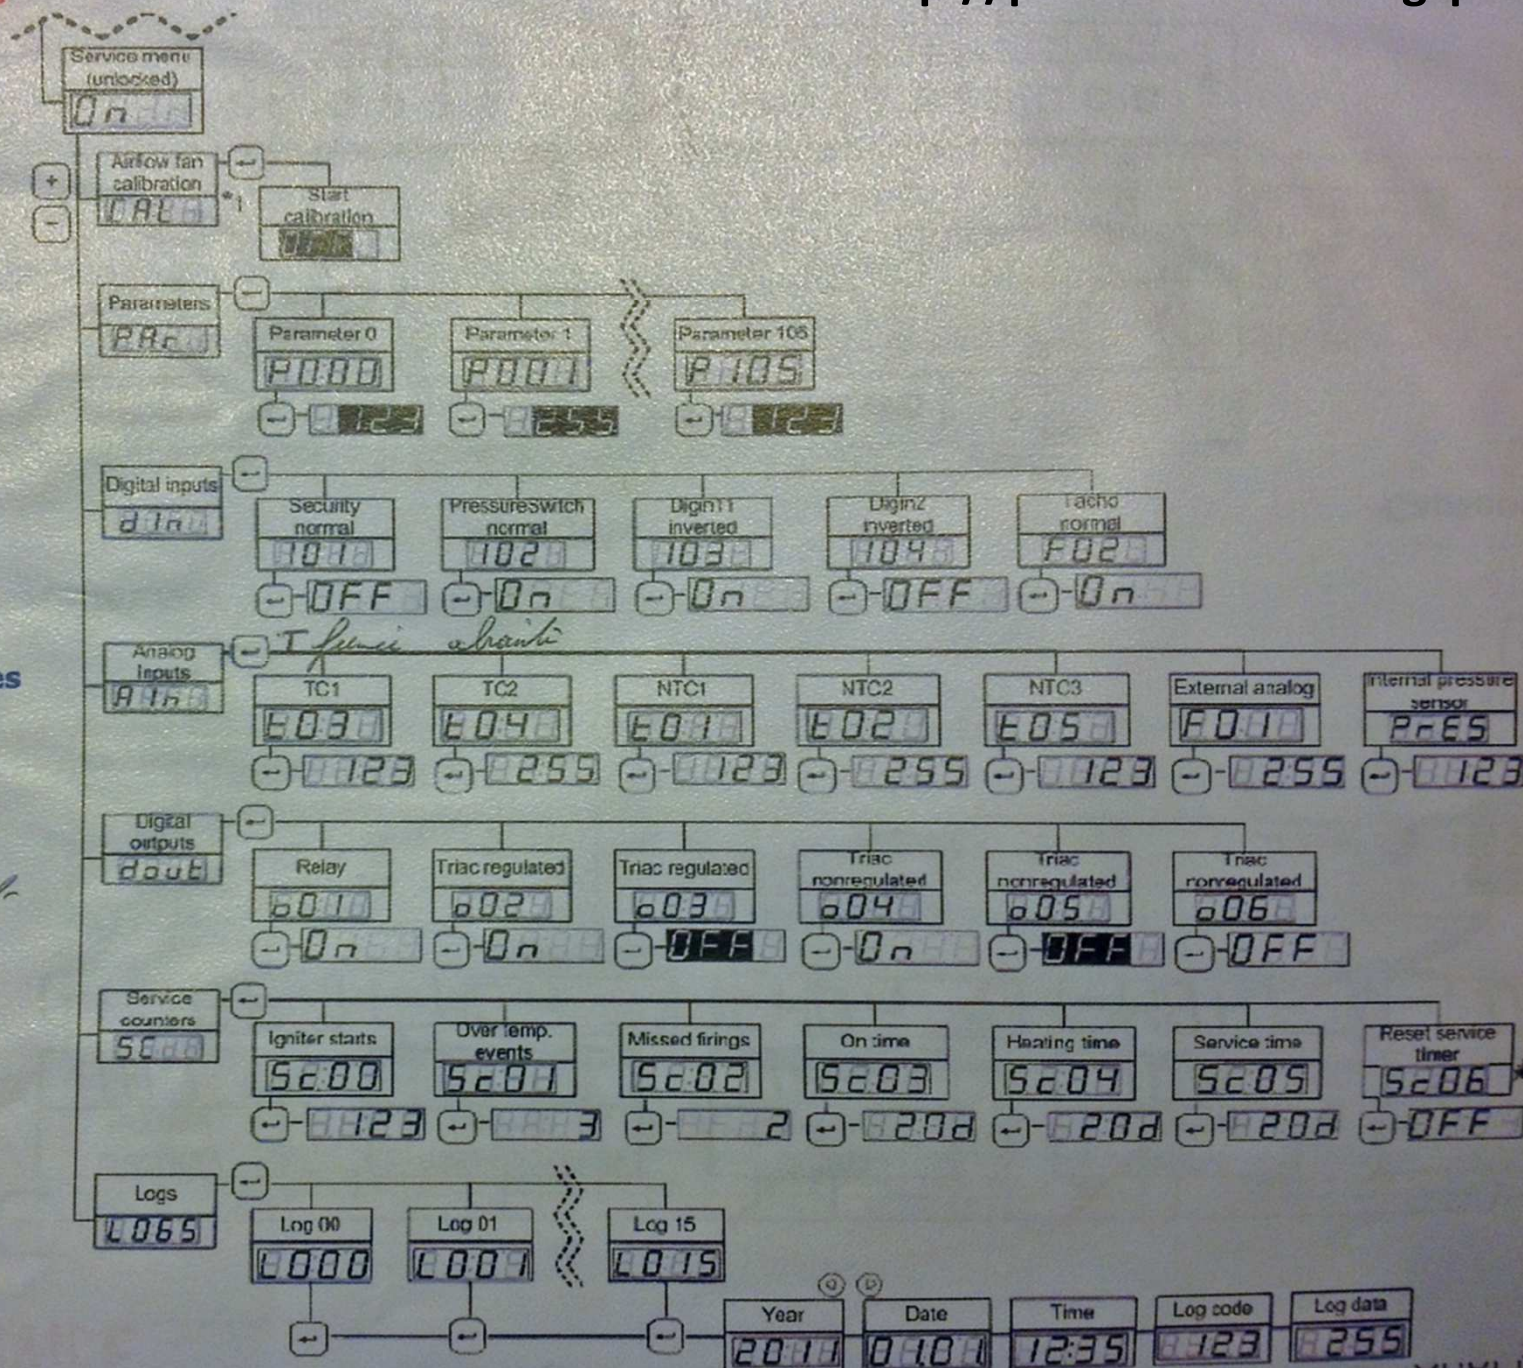 Service menu
(unlocked)
On
+
-
Airflow fan
calibration
CAL
*1
Start
calibration
Parameters
PAr
Parameter 0
P000
123
Parameter 1
P001
255
Parameter 105
P105
123
Digital inputs
dIn
Security
normal
101
OFF
PressureSwitch
normal
102
On
Digin11
inverted
103
On
Digin2
inverted
104
OFF
Tacho
normal
F02
On
Analog
inputs
AIn
T fumi
TC1
t03
123
TC2
t04
255
NTC1
t01
123
NTC2
t02
255
NTC3
t05
123
External analog
F01
255
Internal pressure
sensor
PrES
123
es
Digital
outputs
dout
Relay
o01
On
Triac regulated
o02
On
Triac regulated
o03
OFF
Triac
nonregulated
o04
On
Triac
nonregulated
o05
OFF
Triac
nonregulated
o06
OFF
Service
counters
SC
Igniter starts
Sc00
123
Over temp.
events
Sc01
3
Missed firings
Sc02
2
On time
Sc03
20d
Heating time
Sc04
20d
Service time
Sc05
20d
Reset service
timer
Sc06
OFF
Logs
LOGS
Log 00
L000
Log 01
L001
Log 15
L015
Year
2011
Date
01.01
Time
12:35
Log code
123
Log data
255